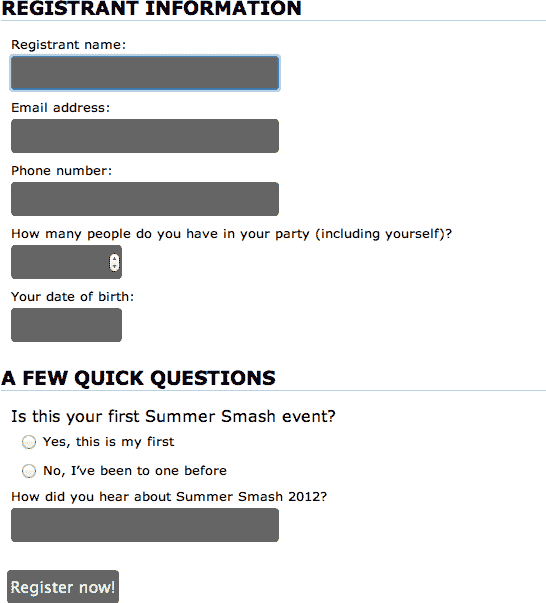 REGISTRANT INFORMATION
Registrant name:
Email address:
Phone number:
How many people do you have in your party (including yourself)?
Your date of birth:
A FEW QUICK QUESTIONS
Is this your first Summer Smash event?
Yes, this is my first
No, I’ve been to one before
How did you hear about Summer Smash 2012?
Register now!